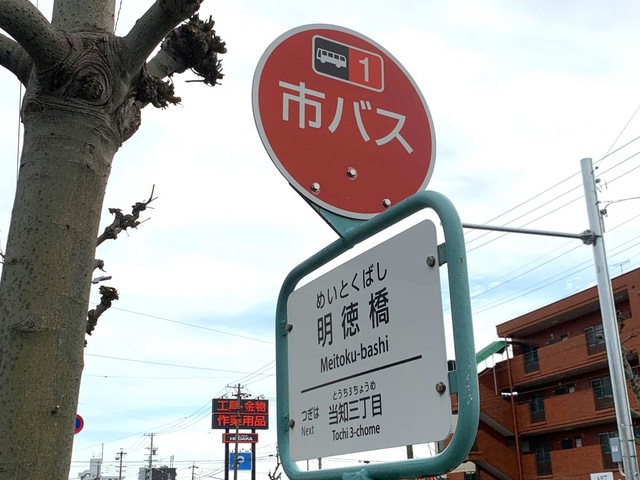 1
市バス
めいとくばし
明徳橋
Meitoku-bashi
とうち3ちょうめ
つぎは 当知三丁目
Next Tochi 3-chome
工具・金物
作業用品
HODAKA
P